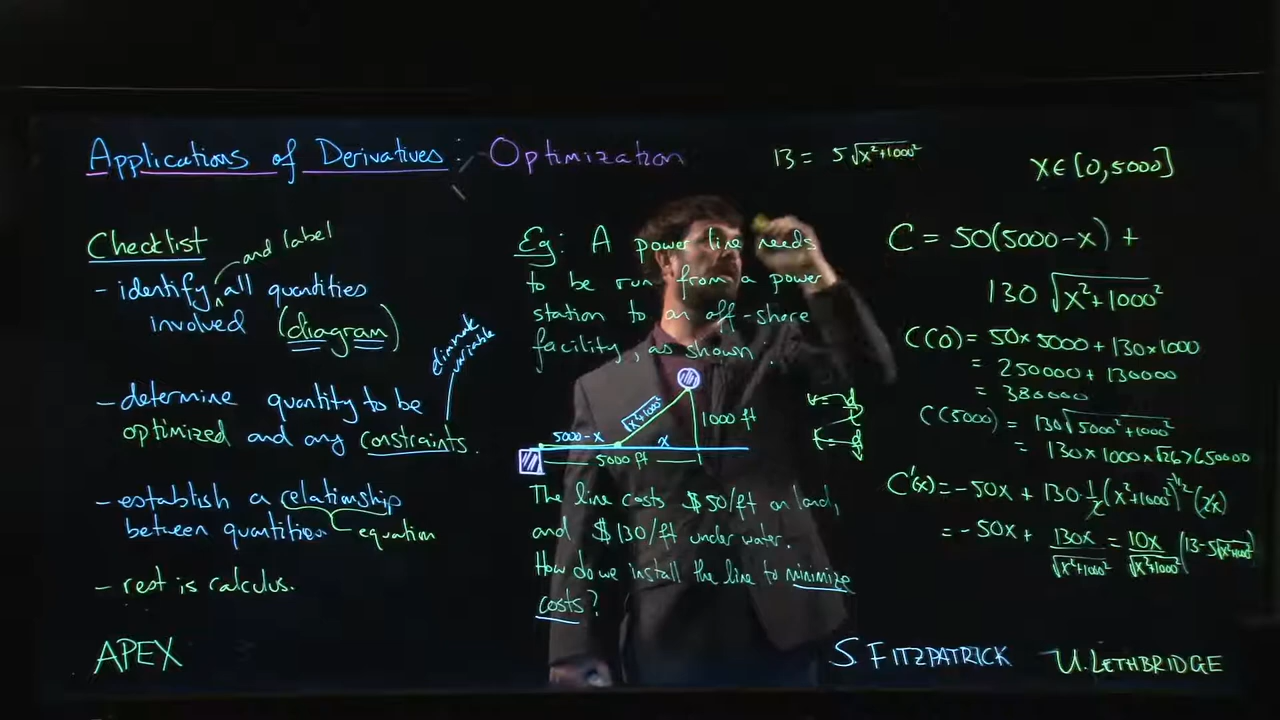 Applications of Derivatives: Optimization
13 = 5√(x²+1000²)
x∈[0,5000]
Checklist
and label
- identify all quantities
involved (diagram)
eliminate
variable
- determine quantity to be
optimized and any constraints.
- establish a relationship
between quantities
equation
- rest is calculus.
APEX
Eg: A power line needs
to be run from a power
station to an off-shore
facility, as shown:
√(x²+1000²)
1000 ft
5000-x
x
5000 ft
The line costs $50/ft on land,
and $130/ft under water.
How do we install the line to minimize
costs?
C = 50(5000-x) +
130 √(x²+1000²)
C(0) = 50×5000 + 130×1000
= 250000 + 130000
= 380000
C(5000) = 130√(5000²+1000²)
= 130×1000×√26 > 650000
C'(x) = -50x + 130·1/2(x²+1000²)^-1/2(2x)
= -50x + 130x/√(x²+1000²) = 10x/√(x²+1000²) (13-5√(x²+1000²))
S. FITZPATRICK
U. LETHBRIDGE